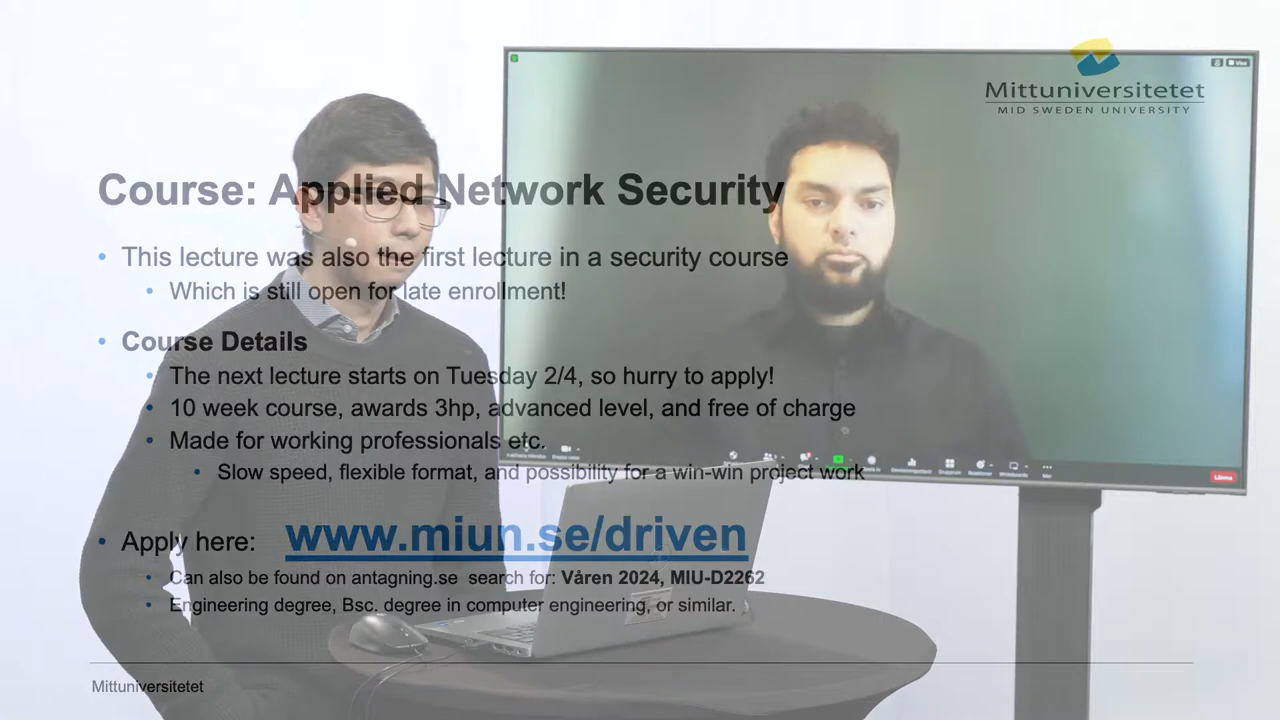 Mittuniversitetet
MID SWEDEN UNIVERSITY
Course: Applied Network Security
• This lecture was also the first lecture in a security course
• Which is still open for late enrollment!
• Course Details
• The next lecture starts on Tuesday 2/4, so hurry to apply!
• 10 week course, awards 3hp, advanced level, and free of charge
• Made for working professionals etc.
• Slow speed, flexible format, and possibility for a win-win project work
• Apply here: www.miun.se/driven
• Can also be found on antagning.se search for: Våren 2024, MIU-D2262
• Engineering degree, Bsc. degree in computer engineering, or similar.
Mittuniversitetet
Visa
Lämna